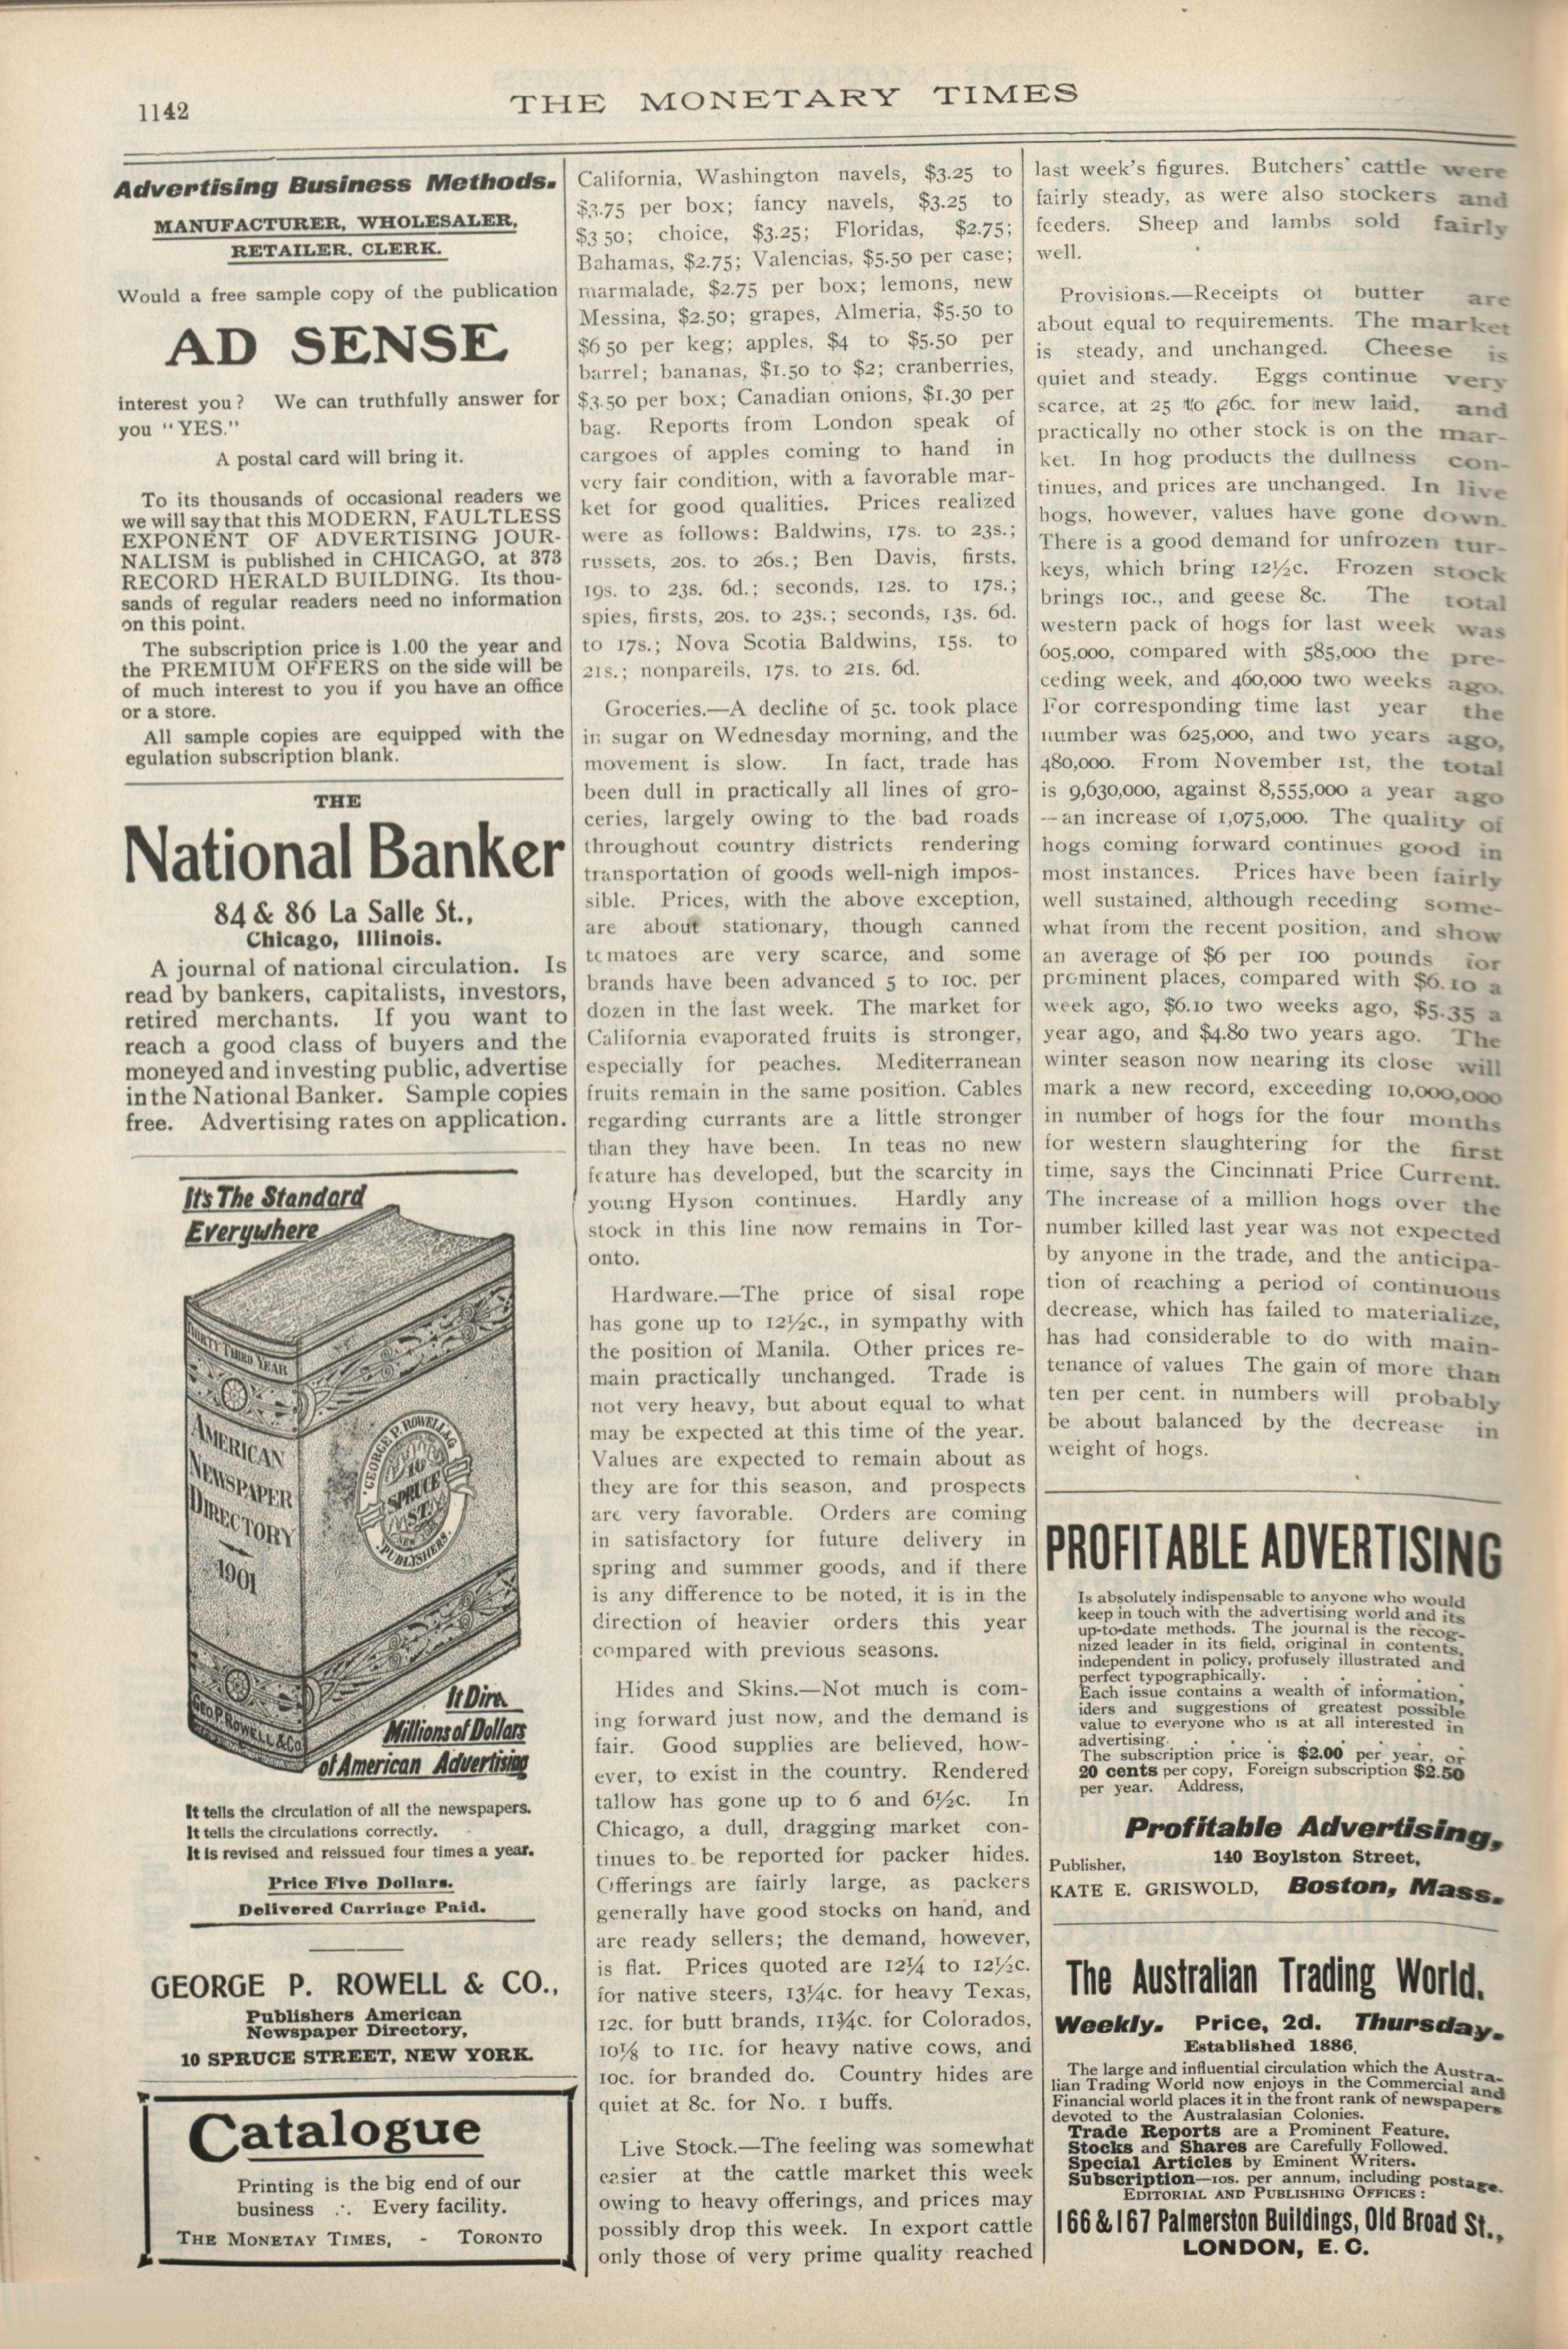 1142
THE MONETARY TIMES
Advertising Business Methods.
MANUFACTURER, WHOLESALER,
RETAILER. CLERK.
Would a free sample copy of the publication
AD SENSE
interest you? We can truthfully answer for
you "YES."
A postal card will bring it.
To its thousands of occasional readers we
we will say that this MODERN, FAULTLESS
EXPONENT OF ADVERTISING JOUR-
NALISM is published in CHICAGO, at 373
RECORD HERALD BUILDING. Its thou-
sands of regular readers need no information
on this point.
The subscription price is 1.00 the year and
the PREMIUM OFFERS on the side will be
of much interest to you if you have an office
or a store.
All sample copies are equipped with the
egulation subscription blank.
THE
National Banker
84 & 86 La Salle St.,
Chicago, Illinois.
A journal of national circulation. Is
read by bankers, capitalists, investors,
retired merchants. If you want to
reach a good class of buyers and the
moneyed and investing public, advertise
in the National Banker. Sample copies
free. Advertising rates on application.
It's The Standard
Everywhere
THIRTY THIRD YEAR
AMERICAN
NEWSPAPER
DIRECTORY
1901
GEORGE P. ROWELL AG
10
SPRUCE
ST.
NEW
PUBLISHERS.
GEO P. ROWELL & CO.
It Dire
Millions of Dollars
of American Advertising
It tells the circulation of all the newspapers.
It tells the circulations correctly.
It is revised and reissued four times a year.
Price Five Dollars.
Delivered Carriage Paid.
GEORGE P. ROWELL & CO.,
Publishers American
Newspaper Directory,
10 SPRUCE STREET, NEW YORK.
Catalogue
Printing is the big end of our
business ∴ Every facility.
THE MONETAY TIMES, - TORONTO
California, Washington navels, $3.25 to
$3.75 per box; fancy navels, $3.25 to
$3 50; choice, $3.25; Floridas, $2.75;
Bahamas, $2.75; Valencias, $5.50 per case;
marmalade, $2.75 per box; lemons, new
Messina, $2.50; grapes, Almeria, $5.50 to
$6 50 per keg; apples, $4 to $5.50 per
barrel; bananas, $1.50 to $2; cranberries,
$3.50 per box; Canadian onions, $1.30 per
bag. Reports from London speak of
cargoes of apples coming to hand in
very fair condition, with a favorable mar-
ket for good qualities. Prices realized
were as follows: Baldwins, 17s. to 23s.;
russets, 20s. to 26s.; Ben Davis, firsts,
19s. to 23s. 6d.; seconds, 12s. to 17s.;
spies, firsts, 20s. to 23s.; seconds, 13s. 6d.
to 17s.; Nova Scotia Baldwins, 15s. to
21s.; nonpareils, 17s. to 21s. 6d.
Groceries.—A decline of 5c. took place
in sugar on Wednesday morning, and the
movement is slow. In fact, trade has
been dull in practically all lines of gro-
ceries, largely owing to the bad roads
throughout country districts rendering
transportation of goods well-nigh impos-
sible. Prices, with the above exception,
are about stationary, though canned
tomatoes are very scarce, and some
brands have been advanced 5 to 10c. per
dozen in the last week. The market for
California evaporated fruits is stronger,
especially for peaches. Mediterranean
fruits remain in the same position. Cables
regarding currants are a little stronger
than they have been. In teas no new
feature has developed, but the scarcity in
young Hyson continues. Hardly any
stock in this line now remains in Tor-
onto.
Hardware.—The price of sisal rope
has gone up to 12½c., in sympathy with
the position of Manila. Other prices re-
main practically unchanged. Trade is
not very heavy, but about equal to what
may be expected at this time of the year.
Values are expected to remain about as
they are for this season, and prospects
are very favorable. Orders are coming
in satisfactory for future delivery in
spring and summer goods, and if there
is any difference to be noted, it is in the
direction of heavier orders this year
compared with previous seasons.
Hides and Skins.—Not much is com-
ing forward just now, and the demand is
fair. Good supplies are believed, how-
ever, to exist in the country. Rendered
tallow has gone up to 6 and 6½c. In
Chicago, a dull, dragging market con-
tinues to be reported for packer hides.
Offerings are fairly large, as packers
generally have good stocks on hand, and
are ready sellers; the demand, however,
is flat. Prices quoted are 12¼ to 12½c.
for native steers, 13¼c. for heavy Texas,
12c. for butt brands, 11¾c. for Colorados,
10⅛ to 11c. for heavy native cows, and
10c. for branded do. Country hides are
quiet at 8c. for No. 1 buffs.
Live Stock.—The feeling was somewhat
easier at the cattle market this week
owing to heavy offerings, and prices may
possibly drop this week. In export cattle
only those of very prime quality reached
last week's figures. Butchers' cattle were
fairly steady, as were also stockers and
feeders. Sheep and lambs sold fairly
well.
Provisions.—Receipts of butter are
about equal to requirements. The market
is steady, and unchanged. Cheese is
quiet and steady. Eggs continue very
scarce, at 25 to 26c. for new laid, and
practically no other stock is on the mar-
ket. In hog products the dullness con-
tinues, and prices are unchanged. In live
hogs, however, values have gone down.
There is a good demand for unfrozen tur-
keys, which bring 12½c. Frozen stock
brings 10c., and geese 8c. The total
western pack of hogs for last week was
605,000, compared with 585,000 the pre-
ceding week, and 460,000 two weeks ago.
For corresponding time last year the
number was 625,000, and two years ago,
480,000. From November 1st, the total
is 9,630,000, against 8,555,000 a year ago
—an increase of 1,075,000. The quality of
hogs coming forward continues good in
most instances. Prices have been fairly
well sustained, although receding some-
what from the recent position, and show
an average of $6 per 100 pounds for
prominent places, compared with $6.10 a
week ago, $6.10 two weeks ago, $5.35 a
year ago, and $4.80 two years ago. The
winter season now nearing its close will
mark a new record, exceeding 10,000,000
in number of hogs for the four months
for western slaughtering for the first
time, says the Cincinnati Price Current.
The increase of a million hogs over the
number killed last year was not expected
by anyone in the trade, and the anticipa-
tion of reaching a period of continuous
decrease, which has failed to materialize,
has had considerable to do with main-
tenance of values The gain of more than
ten per cent. in numbers will probably
be about balanced by the decrease in
weight of hogs.
PROFITABLE ADVERTISING
Is absolutely indispensable to anyone who would
keep in touch with the advertising world and its
up-to-date methods. The journal is the recog-
nized leader in its field, original in contents,
independent in policy, profusely illustrated and
perfect typographically. . . . .
Each issue contains a wealth of information,
iders and suggestions of greatest possible
value to everyone who is at all interested in
advertising. . . . . . .
The subscription price is $2.00 per year, or
20 cents per copy, Foreign subscription $2.50
per year. Address,
Profitable Advertising,
140 Boylston Street,
Publisher,
KATE E. GRISWOLD, Boston, Mass.
The Australian Trading World.
Weekly. Price, 2d. Thursday.
Established 1886.
The large and influential circulation which the Austra-
lian Trading World now enjoys in the Commercial and
Financial world places it in the front rank of newspapers
devoted to the Australasian Colonies.
Trade Reports are a Prominent Feature.
Stocks and Shares are Carefully Followed.
Special Articles by Eminent Writers.
Subscription—10s. per annum, including postage.
EDITORIAL AND PUBLISHING OFFICES:
166 & 167 Palmerston Buildings, Old Broad St.,
LONDON, E. C.